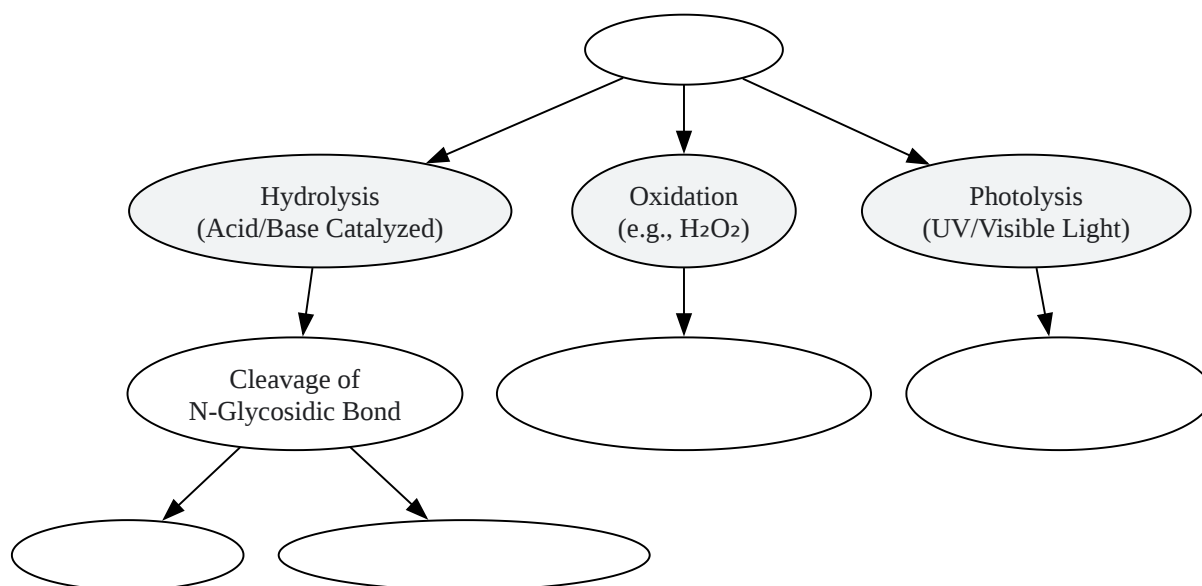 Hydrolysis
(Acid/Base Catalyzed)
Oxidation
(e.g., H₂O₂)
Photolysis
(UV/Visible Light)
Cleavage of
N-Glycosidic Bond